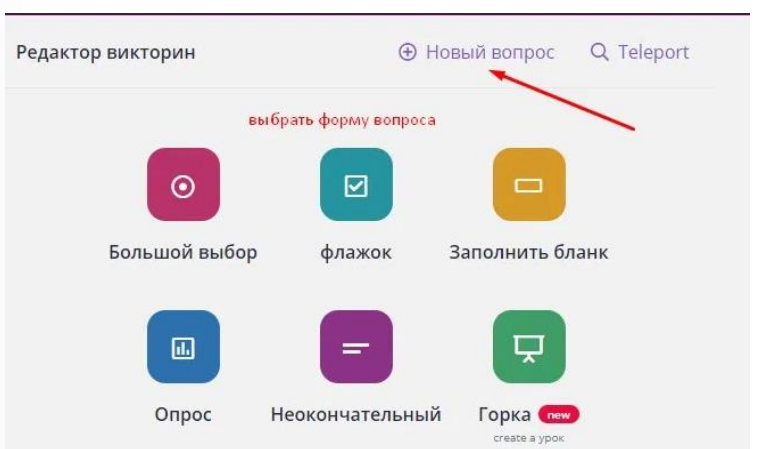 Редактор викторин Новый вопрос Teleport
выбрать форму вопроса
Большой выбор флажок Заполнить бланк
Опрос Неокончательный Горка new
create a урок